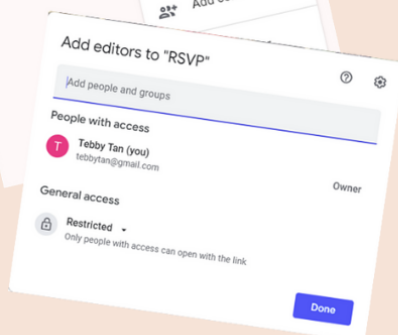 Add
Add editors to "RSVP"
Add people and groups
People with access
T
Tebby Tan (you)
tebbytan@gmail.com
Owner
General access
Restricted
Only people with access can open with the link
Done